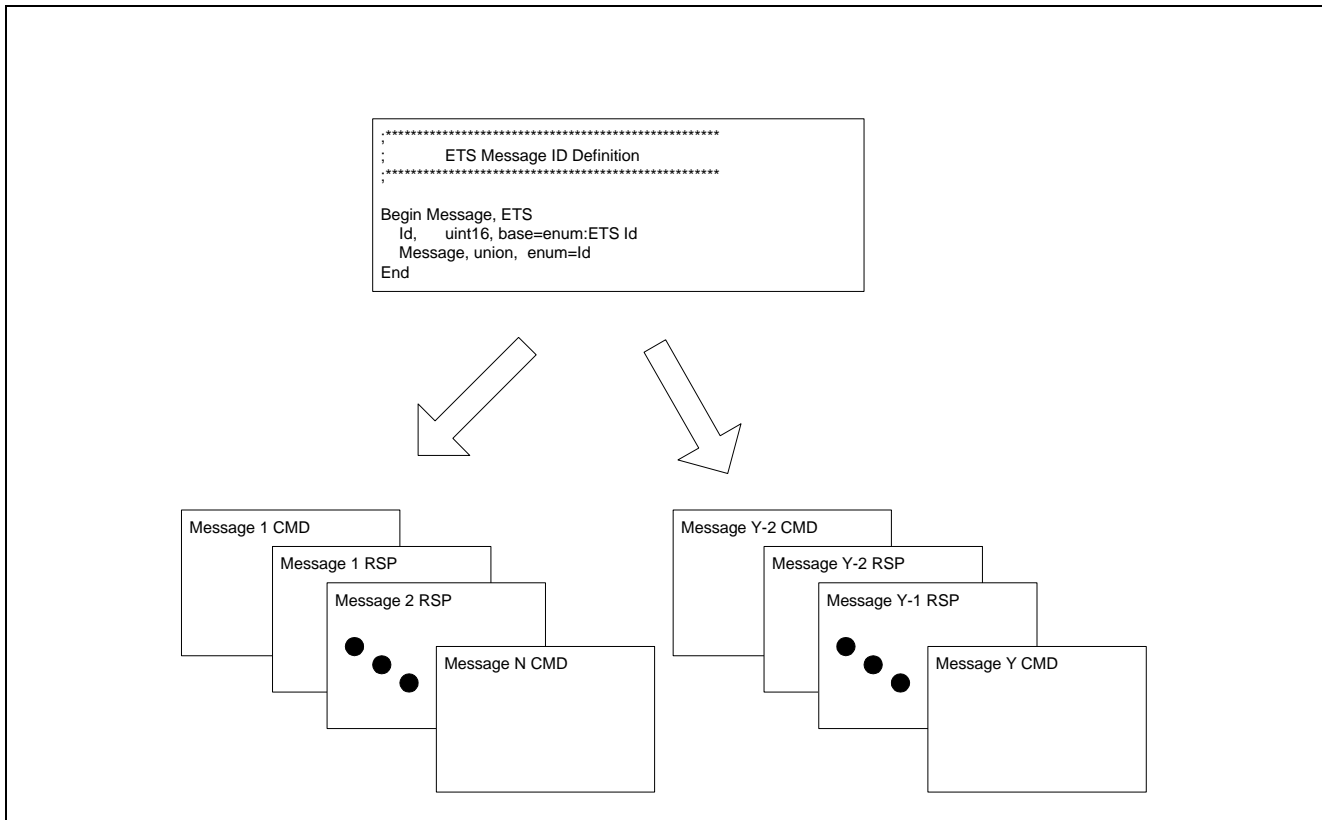 ;*****************************************************
;        ETS Message ID Definition
;*****************************************************
Begin Message, ETS
Id,    uint16, base=enum:ETS Id
Message, union,  enum=Id
End
Message 1 CMD
Message 1 RSP
Message 2 RSP
Message N CMD
Message Y-2 CMD
Message Y-2 RSP
Message Y-1 RSP
Message Y CMD